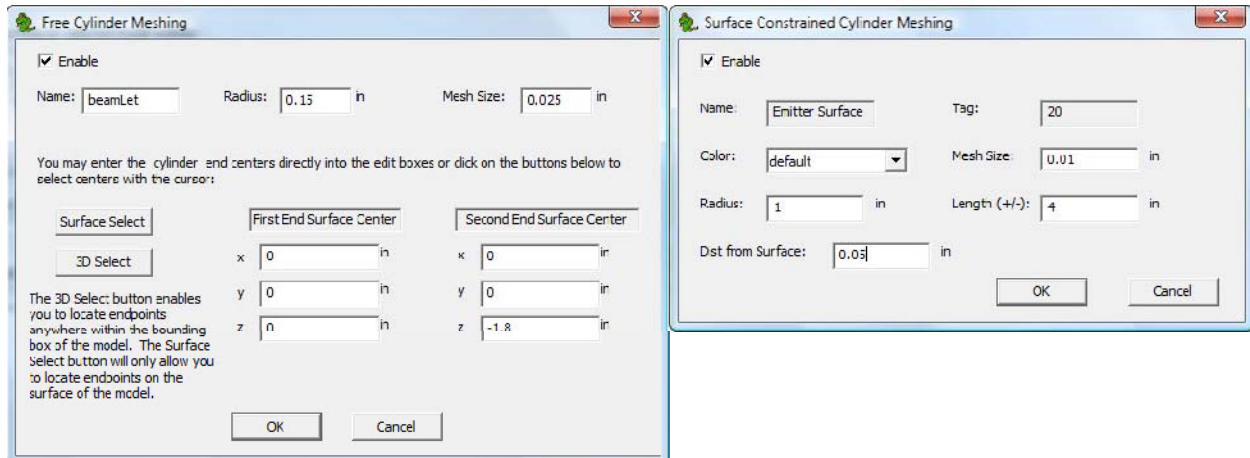 Free Cylinder Meshing
Enable
Name: beamLet Radius: 0.15 in Mesh Size: 0.025 in
You may enter the cylinder end centers directly into the edit boxes or click on the buttons below to
select centers with the cursor:
Surface Select First End Surface Center Second End Surface Center
3D Select x 0 in x 0 in
y 0 in y 0 in
z 0 in z -1.8 in
The 3D Select button enables
you to locate endpoints
anywhere within the bounding
box of the model. The Surface
Select button will only allow you
to locate endpoints on the
surface of the model.
OK Cancel
Surface Constrained Cylinder Meshing
Enable
Name: Emitter Surface Tag: 20
Color: default Mesh Size: 0.01 in
Radius: 1 in Length (+/-): 4 in
Dist from Surface: 0.05 in
OK Cancel